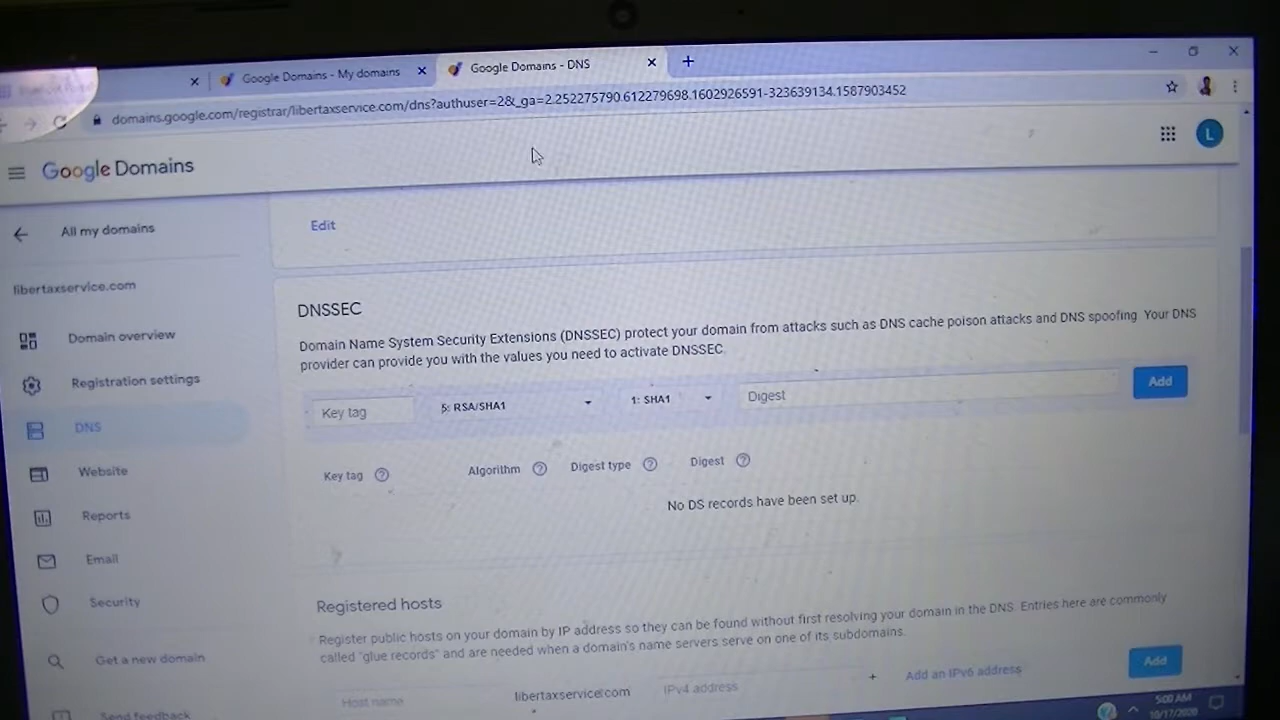 Google Domains - My domains
Google Domains - DNS
domains.google.com/registrar/libertaxservice.com/dns?authuser=2&_ga=2.252275790.612279698.1602926591-323639134.1587903452
Google Domains
L
All my domains
libertaxservice.com
Domain overview
Registration settings
DNS
Website
Reports
Email
Security
Get a new domain
Send feedback
Edit
DNSSEC
Domain Name System Security Extensions (DNSSEC) protect your domain from attacks such as DNS cache poison attacks and DNS spoofing. Your DNS
provider can provide you with the values you need to activate DNSSEC.
Key tag
5: RSA/SHA1
1: SHA1
Digest
Add
Key tag
Algorithm
Digest type
Digest
No DS records have been set up.
Registered hosts
Register public hosts on your domain by IP address so they can be found without first resolving your domain in the DNS. Entries here are commonly
called "glue records" and are needed when a domain's name servers serve on one of its subdomains.
Host name
libertaxservice.com
IPv4 address
+ Add an IPv6 address
Add
5:00 AM
10/17/2020